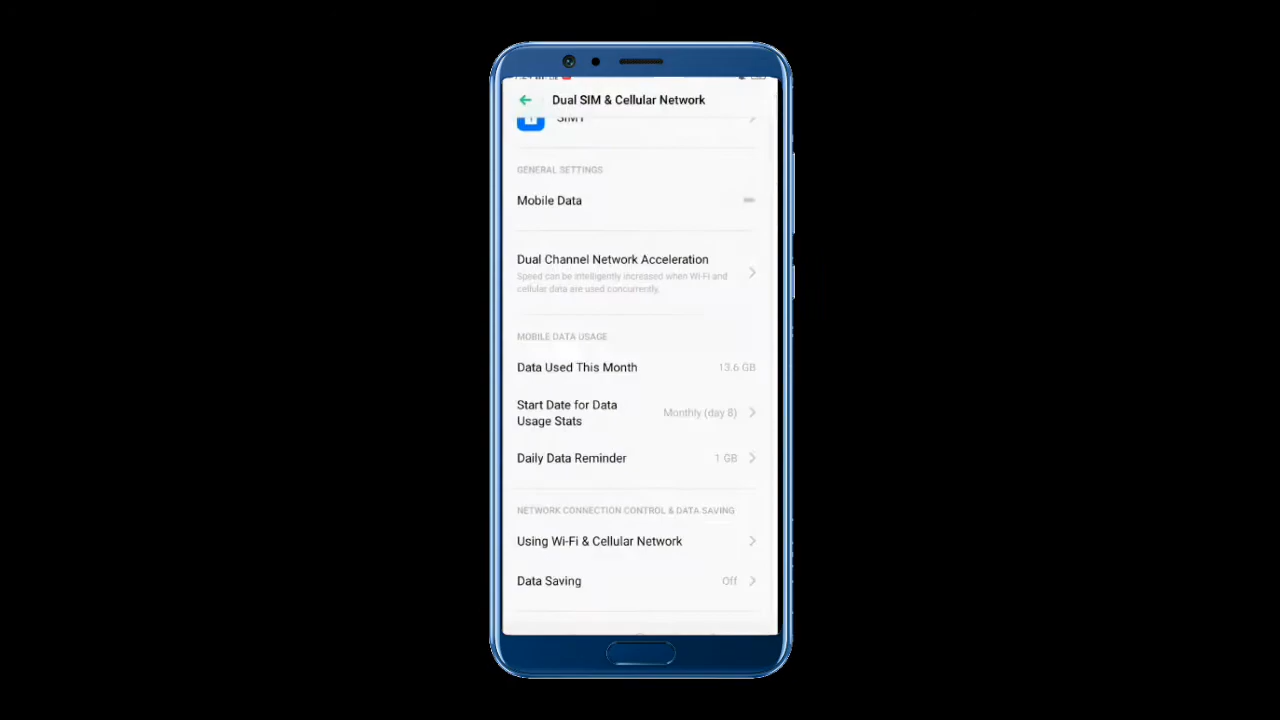 Dual SIM & Cellular Network
SIM1
GENERAL SETTINGS
Mobile Data
Dual Channel Network Acceleration
Speed can be intelligently increased when Wi-Fi and
cellular data are used concurrently.
MOBILE DATA USAGE
Data Used This Month 13.6 GB
Start Date for Data
Usage Stats Monthly (day 8)
Daily Data Reminder 1 GB
NETWORK CONNECTION CONTROL & DATA SAVING
Using Wi-Fi & Cellular Network
Data Saving Off